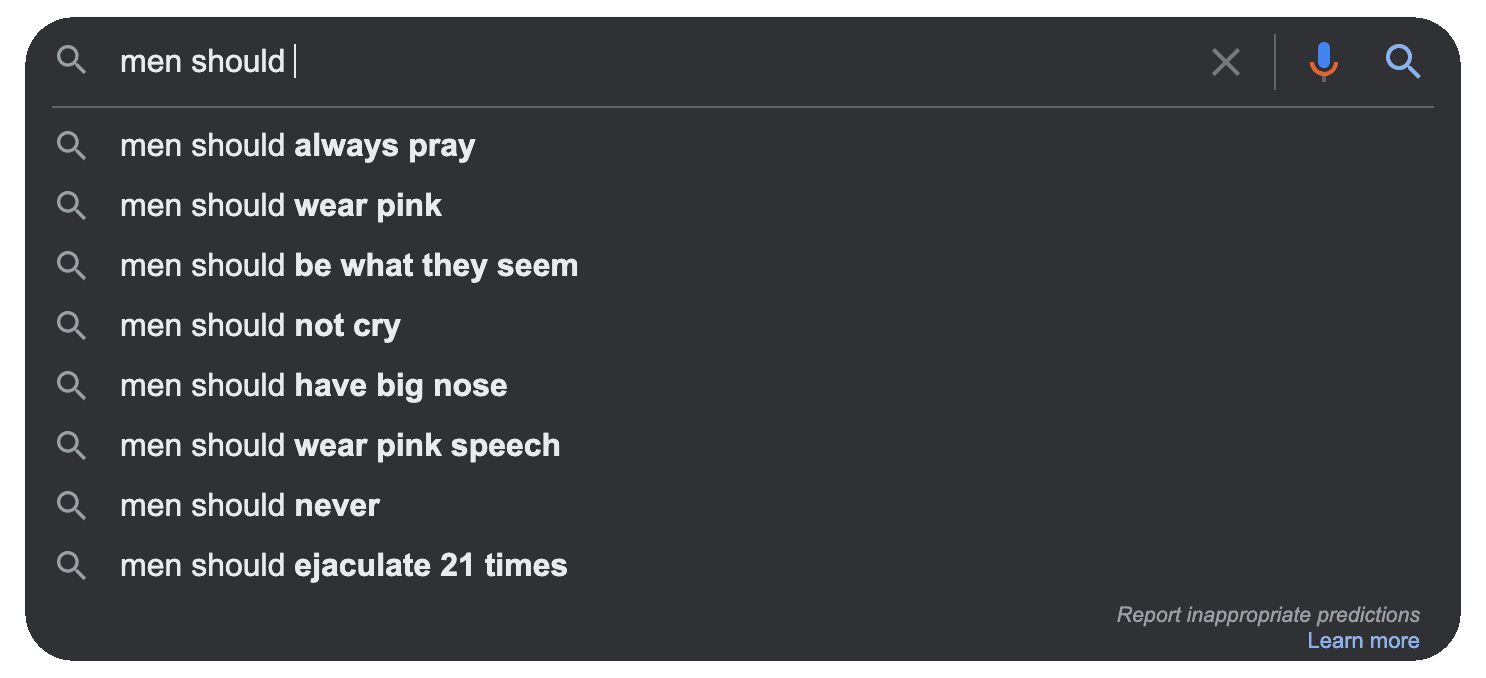 men should
men should always pray
men should wear pink
men should be what they seem
men should not cry
men should have big nose
men should wear pink speech
men should never
men should ejaculate 21 times
Report inappropriate predictions
Learn more